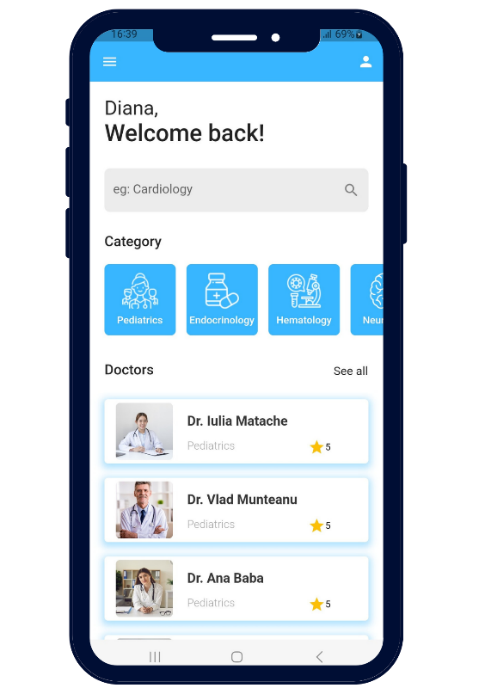 16:39
69%
Diana,
Welcome back!
eg: Cardiology
Category
Pediatrics
Endocrinology
Hematology
Neur
Doctors
See all
Dr. Iulia Matache
Pediatrics
5
Dr. Vlad Munteanu
Pediatrics
5
Dr. Ana Baba
Pediatrics
5